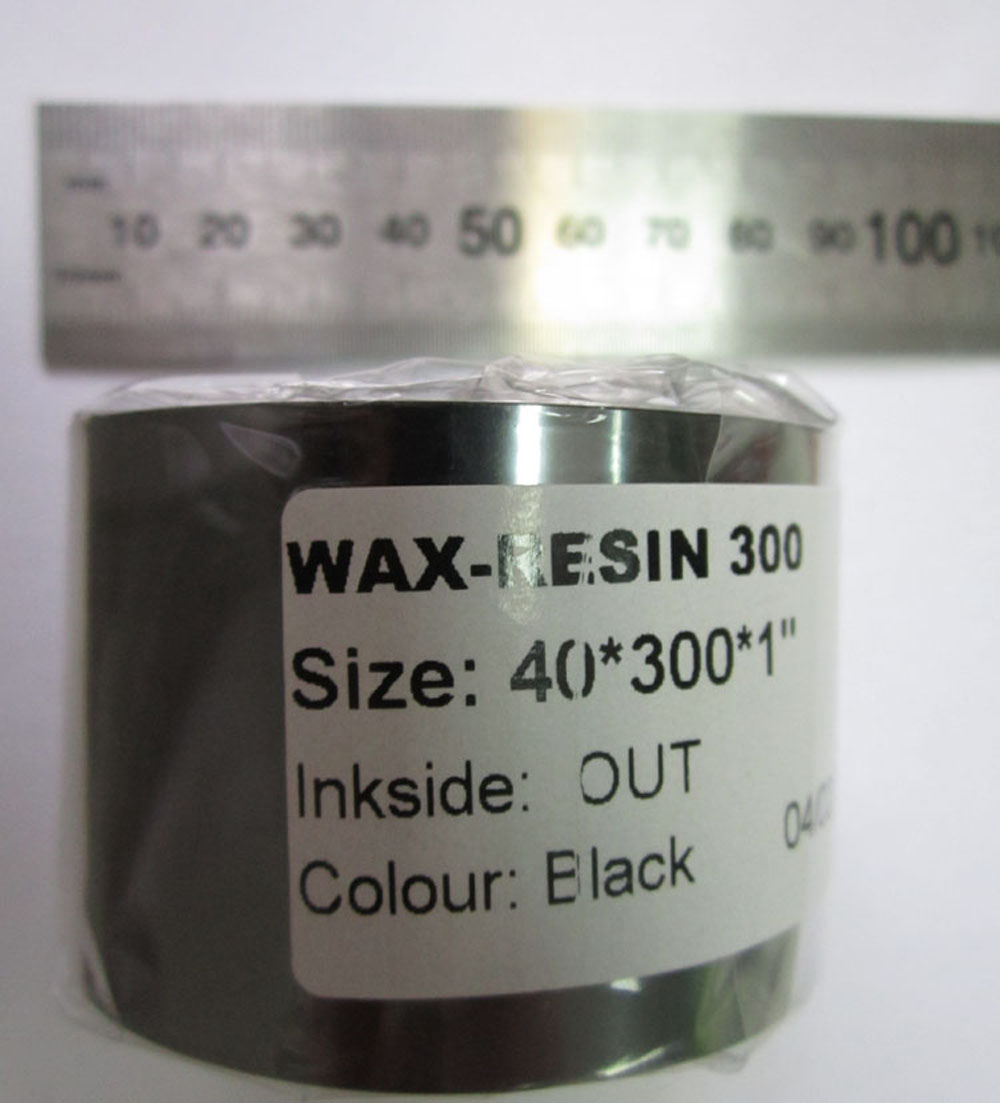 10 20 30 40 50 60 70 80 90 100
WAX-RESIN 300
Size: 40*300*1"
Inkside: OUT
Colour: Black